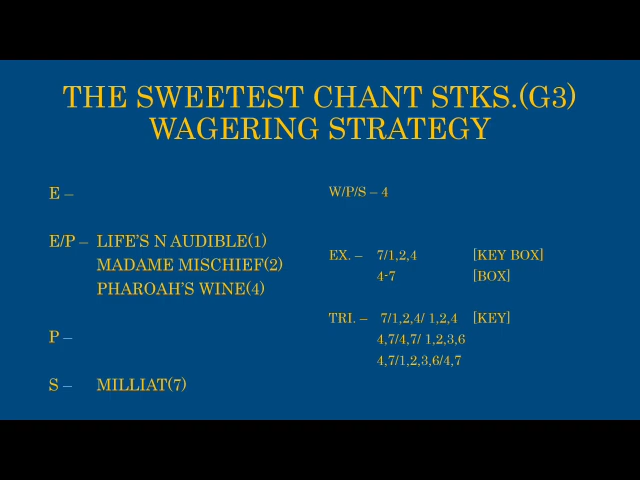 THE SWEETEST CHANT STKS.(G3)
WAGERING STRATEGY
E –
E/P – LIFE'S N AUDIBLE(1)
MADAME MISCHIEF(2)
PHAROAH'S WINE(4)
P –
S – MILLIAT(7)
W/P/S – 4
EX. – 7/1,2,4 [KEY BOX]
4-7 [BOX]
TRI. – 7/1,2,4/ 1,2,4 [KEY]
4,7/4,7/ 1,2,3,6
4,7/1,2,3,6/4,7